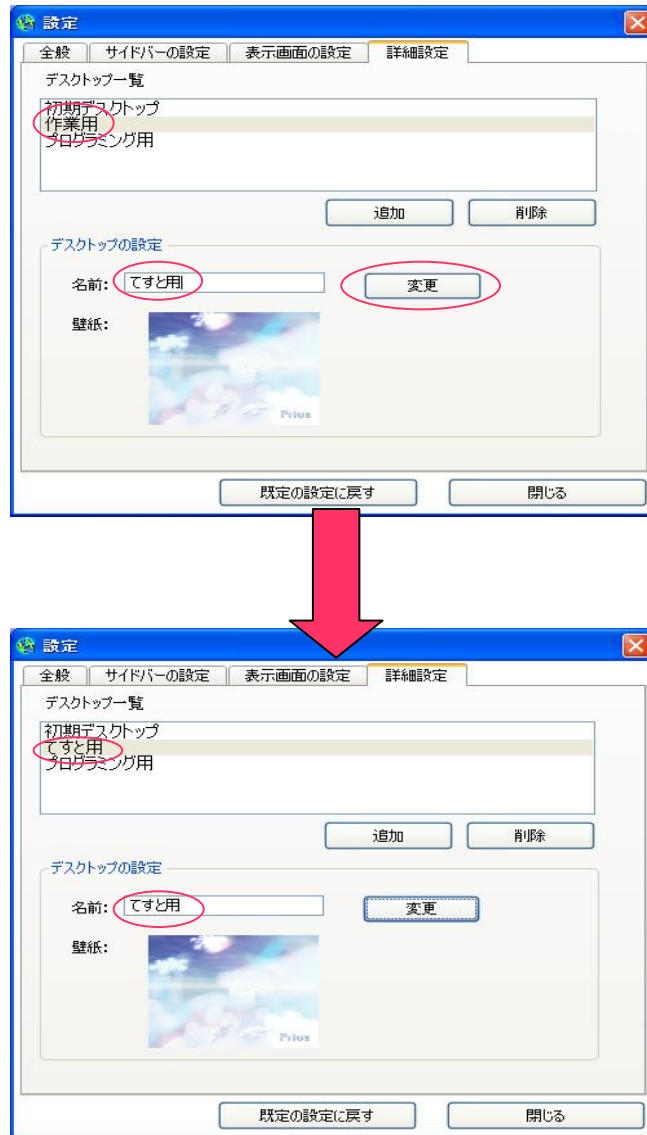 設定
全般 サイドバーの設定 表示画面の設定 詳細設定
デスクトップ一覧
初期デスクトップ
作業用
プログラミング用
追加 削除
デスクトップの設定
名前: てすと用 変更
壁紙:
Prius
既定の設定に戻す 閉じる
設定
全般 サイドバーの設定 表示画面の設定 詳細設定
デスクトップ一覧
初期デスクトップ
てすと用
プログラミング用
追加 削除
デスクトップの設定
名前: てすと用 変更
壁紙:
Prius
既定の設定に戻す 閉じる